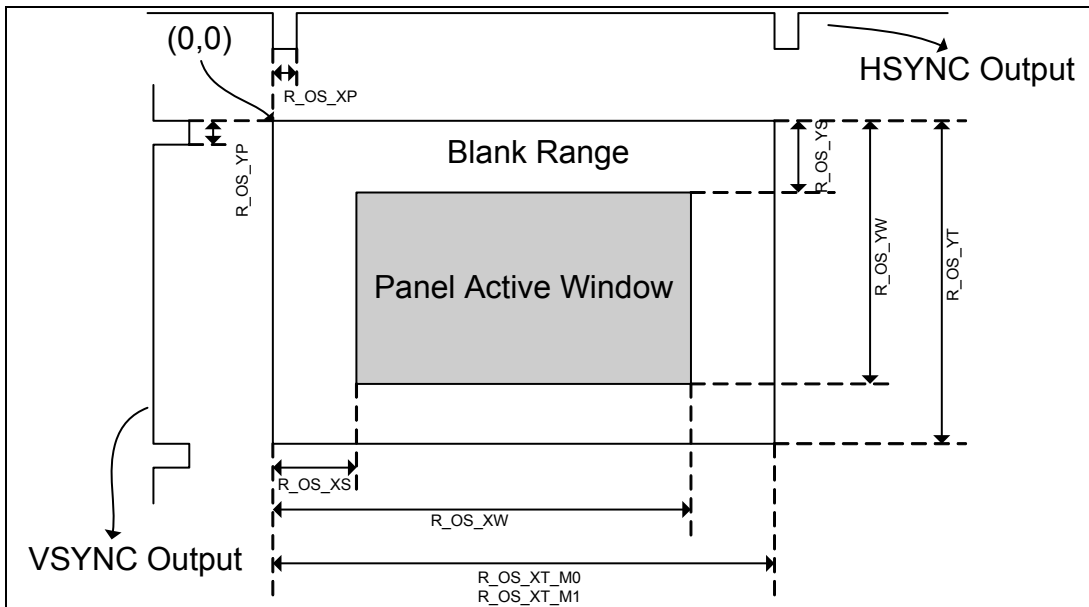 (0,0)
HSYNC Output
R_OS_XP
R_OS_YP
Blank Range
R_OS_YS
R_OS_YW
R_OS_YT
Panel Active Window
R_OS_XS
R_OS_XW
VSYNC Output
R_OS_XT_M0
R_OS_XT_M1